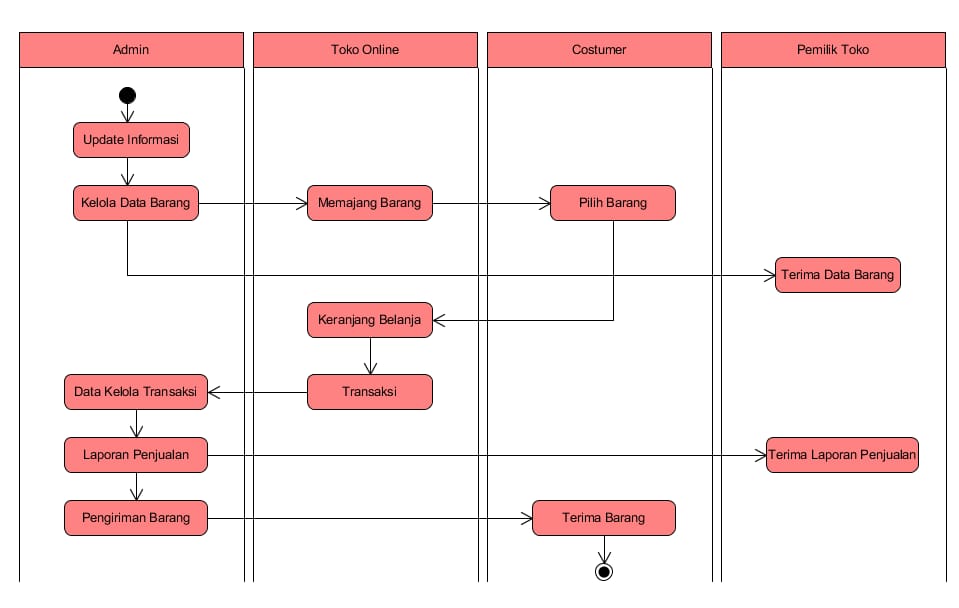 Admin
Toko Online
Costumer
Pemilik Toko
Update Informasi
Kelola Data Barang
Memajang Barang
Pilih Barang
Terima Data Barang
Keranjang Belanja
Data Kelola Transaksi
Transaksi
Laporan Penjualan
Terima Laporan Penjualan
Pengiriman Barang
Terima Barang